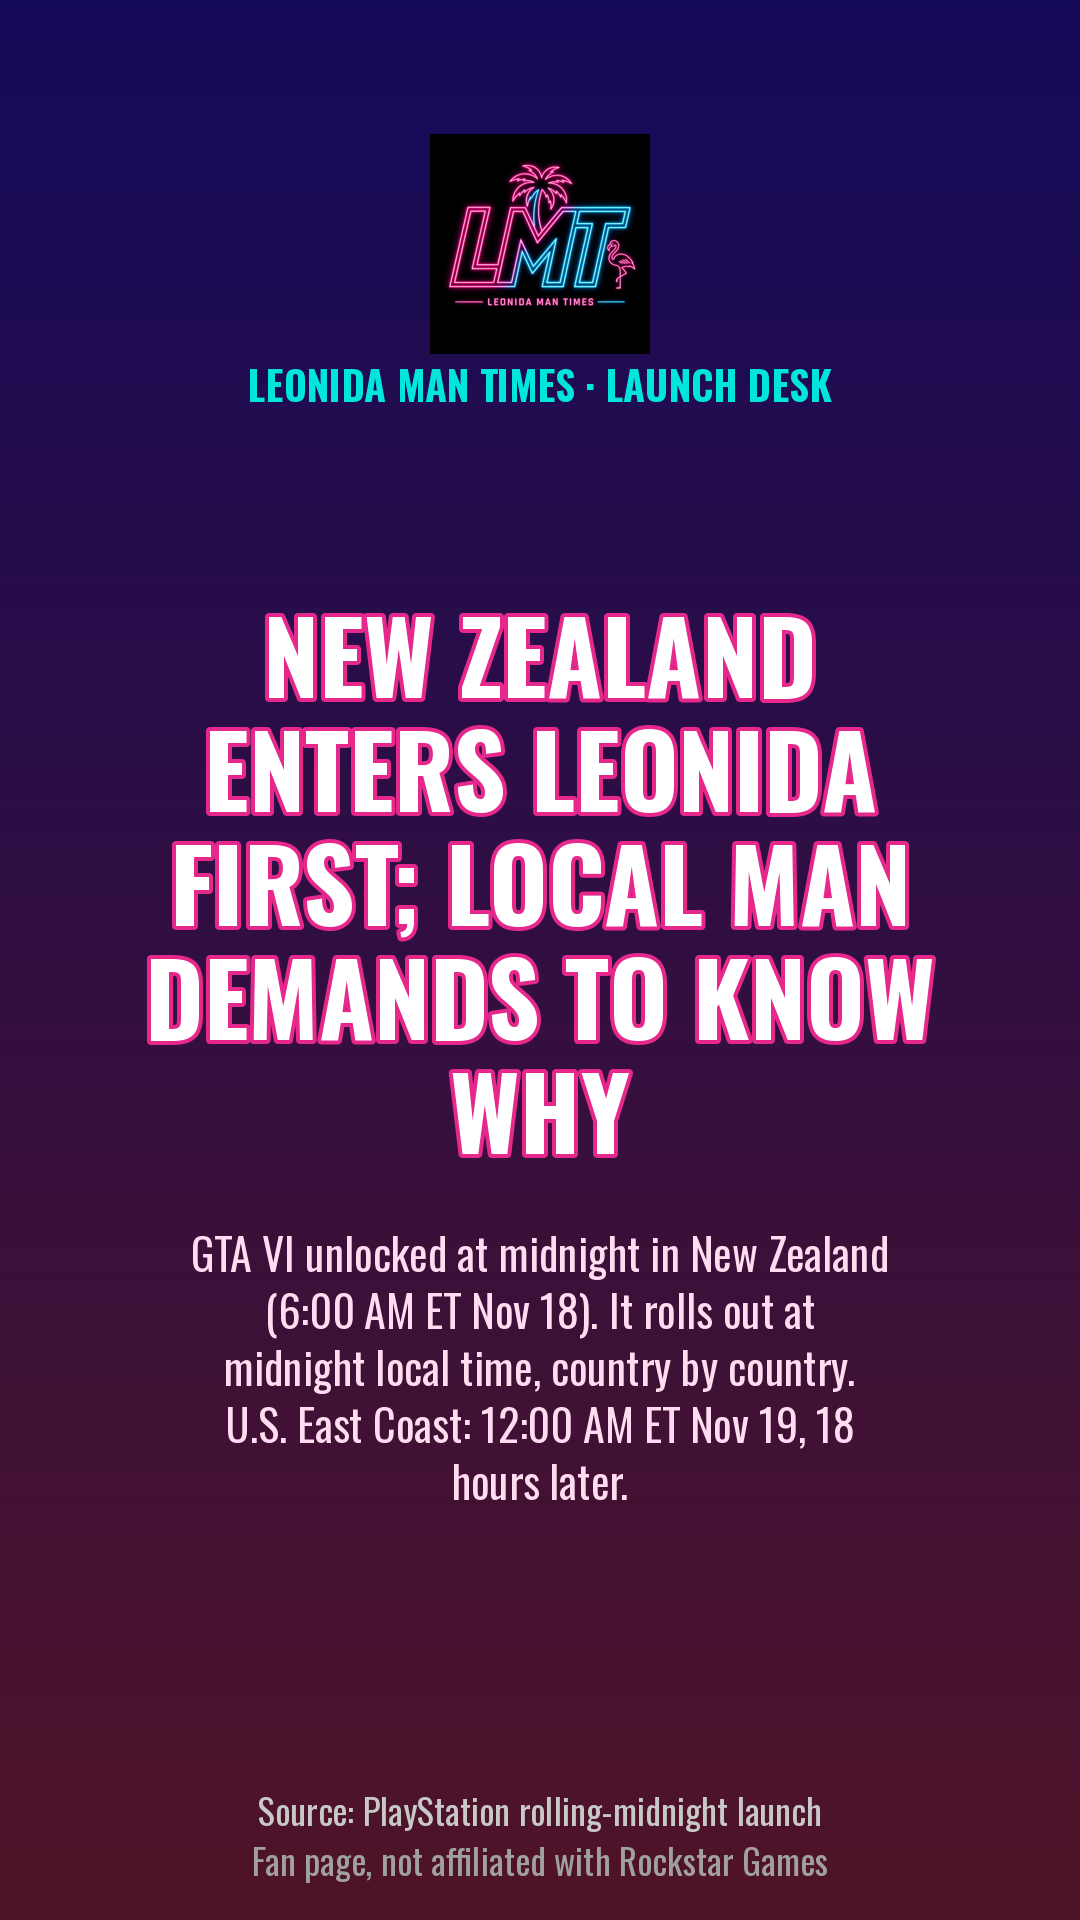 LMT
LEONIDA MAN TIMES
LEONIDA MAN TIMES · LAUNCH DESK
NEW ZEALAND
ENTERS LEONIDA
FIRST; LOCAL MAN
DEMANDS TO KNOW
WHY
GTA VI unlocked at midnight in New Zealand
(6:00 AM ET Nov 18). It rolls out at
midnight local time, country by country.
U.S. East Coast: 12:00 AM ET Nov 19, 18
hours later.
Source: PlayStation rolling-midnight launch
Fan page, not affiliated with Rockstar Games